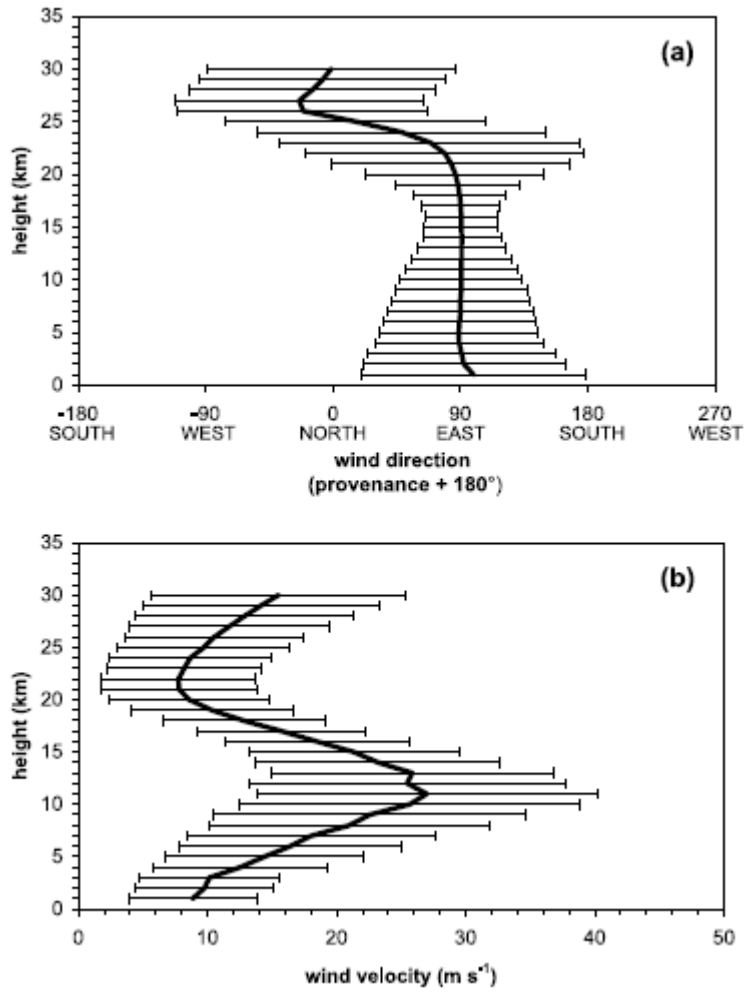 (a)
35
30
25
20
15
10
5
0
height (km)
-180 -90 0 90 180 270
SOUTH WEST NORTH EAST SOUTH WEST
wind direction
(provenance + 180°)
(b)
35
30
25
20
15
10
5
0
height (km)
0 10 20 30 40 50
wind velocity (m s⁻¹)